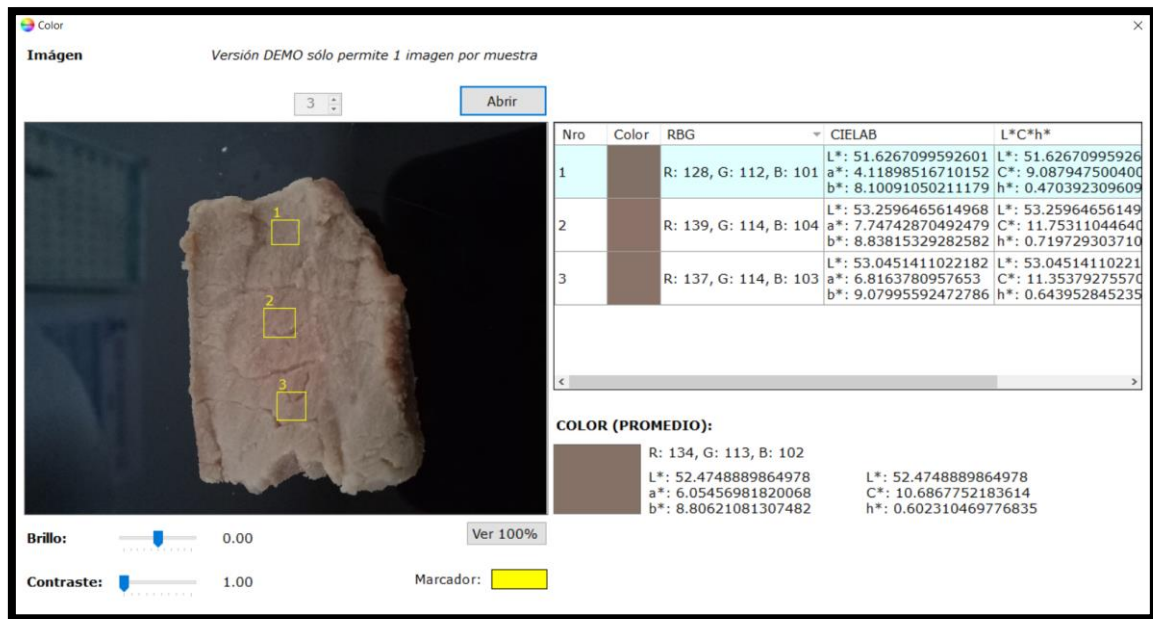 Color
Imágen
Versión DEMO sólo permite 1 imagen por muestra
3
Abrir
1
2
3
Nro Color RBG CIELAB L*C*h*
1 R: 128, G: 112, B: 101
L*: 51.6267099592601 L*: 51.62670995926
a*: 4.11898516710152 C*: 9.087947500400
b*: 8.10091050211179 h*: 0.470392309609
2 R: 139, G: 114, B: 104
L*: 53.2596465614968 L*: 53.25964656149
a*: 7.74742870492479 C*: 11.75311044640
b*: 8.83815329282582 h*: 0.719729303710
3 R: 137, G: 114, B: 103
L*: 53.0451411022182 L*: 53.04514110221
a*: 6.8163780957653 C*: 11.35379275570
b*: 9.07995592472786 h*: 0.643952845235
COLOR (PROMEDIO):
R: 134, G: 113, B: 102
L*: 52.4748889864978 L*: 52.4748889864978
a*: 6.05456981820068 C*: 10.6867752183614
b*: 8.80621081307482 h*: 0.602310469776835
Brillo: 0.00
Ver 100%
Contraste: 1.00
Marcador: